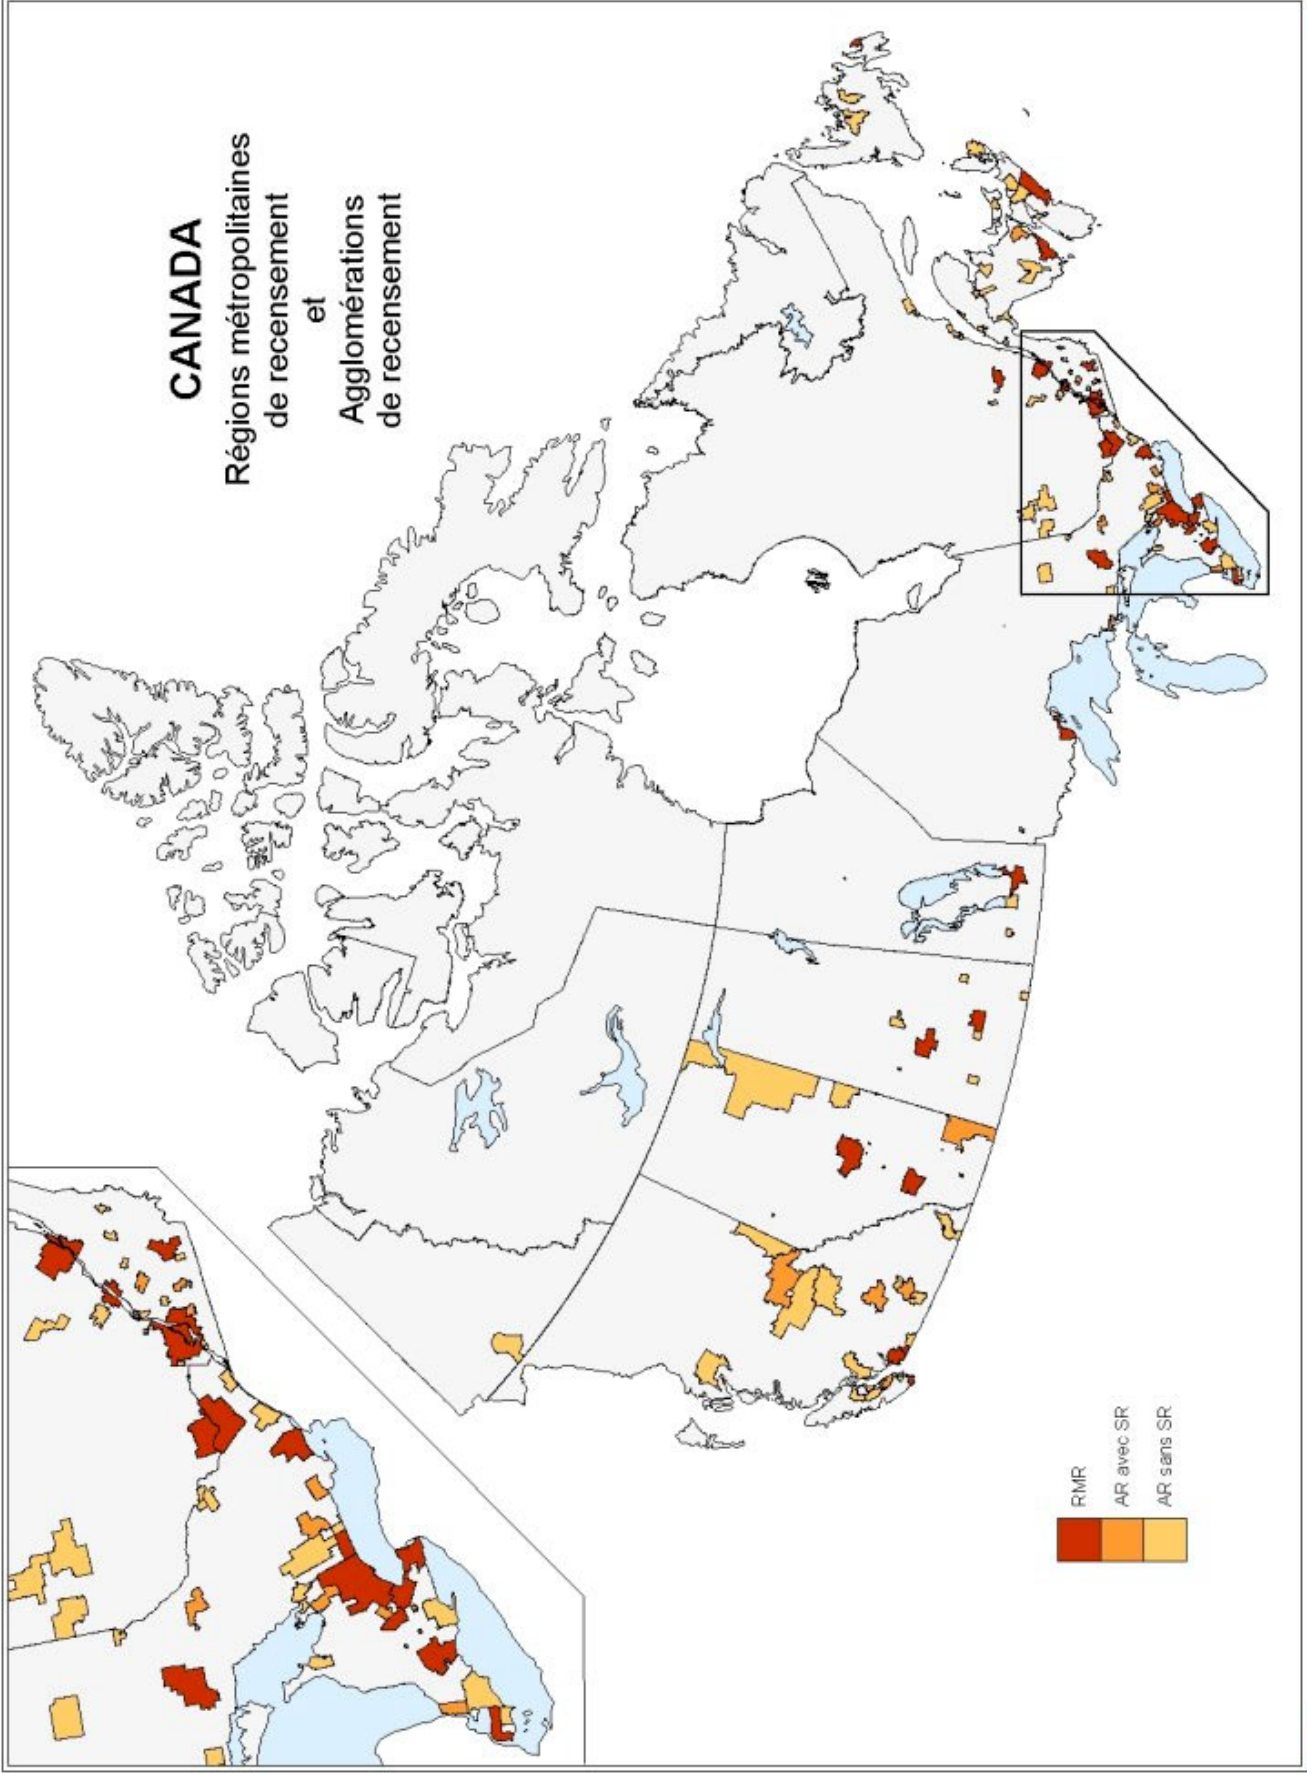 CANADA
Régions métropolitaines
de recensement
et
Agglomérations
de recensement
RMR
AR avec SR
AR sans SR